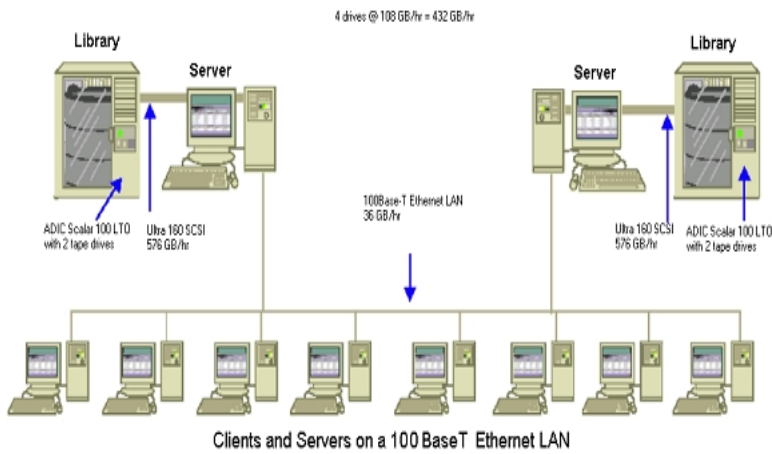 4 drives @ 108 GB/hr = 432 GB/hr
Library
Server
Server
Library
ADIC Scalar 100 LTO
with 2 tape drives
Ultra 160 SCSI
576 GB/hr
100Base-T Ethernet LAN
36 GB/hr
Ultra 160 SCSI
576 GB/hr
ADIC Scalar 100 LTO
with 2 tape drives
Clients and Servers on a 100 BaseT Ethernet LAN